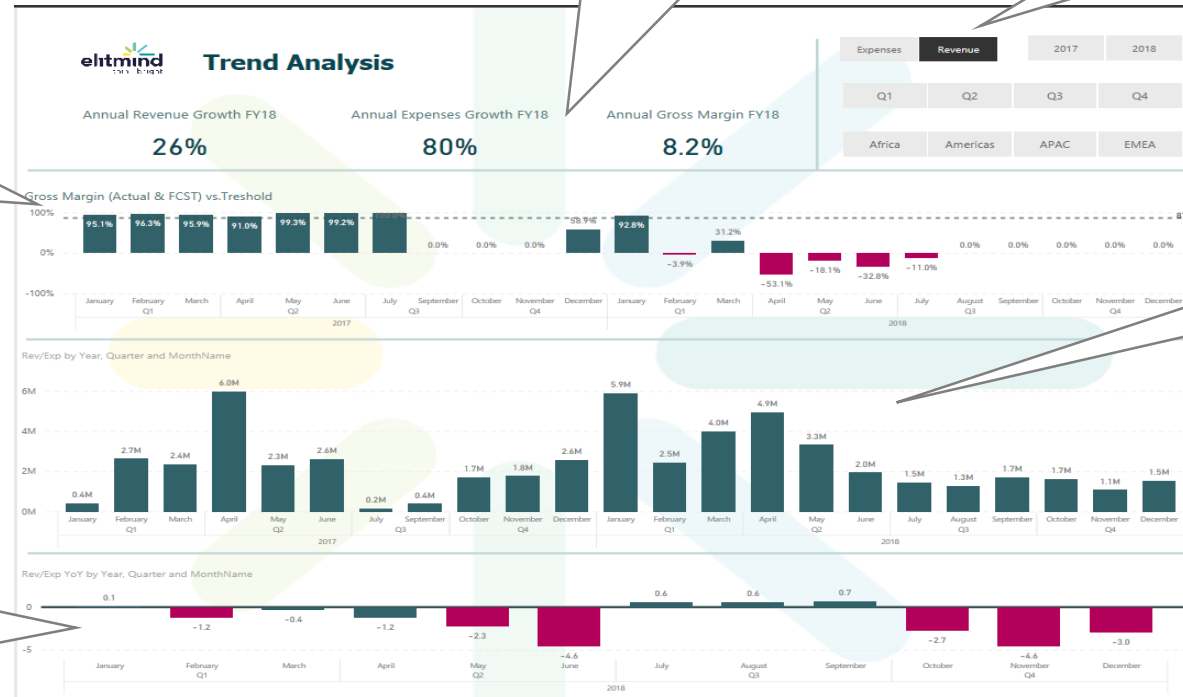 elitmind
Trend Analysis
Expenses Revenue 2017 2018
Q1 Q2 Q3 Q4
Africa Americas APAC EMEA
Annual Revenue Growth FY18 Annual Expenses Growth FY18 Annual Gross Margin FY18
26% 80% 8.2%
Gross Margin (Actual & FCST) vs.Treshold
100%
95.1% 96.3% 95.9% 91.0% 99.3% 99.2% 0.0% 0.0% 0.0% 58.9% 92.8% -3.9% 31.2% -53.1% -18.1% -32.8% -11.0% 0.0% 0.0% 0.0% 0.0% 0.0%
0%
-100%
January February March April May June July September October November December January February March April May June July August September October November December
Q1 Q2 Q3 Q4 Q1 Q2 Q3 Q4
2017 2018
Rev/Exp by Year, Quarter and MonthName
6M
4M
2M
0M
0.4M 2.7M 2.4M 6.0M 2.3M 2.6M 0.2M 0.4M 1.7M 1.8M 2.6M 5.9M 2.5M 4.0M 4.9M 3.3M 2.0M 1.5M 1.3M 1.7M 1.7M 1.1M 1.5M
January February March April May June July September October November December January February March April May June July August September October November December
Q1 Q2 Q3 Q4 Q1 Q2 Q3 Q4
2017 2018
Rev/Exp YoY by Year, Quarter and MonthName
0
-5
0.1 -1.2 -0.4 -1.2 -2.3 -4.6 0.6 0.6 0.7 -2.7 -4.6 -3.0
January February March April May June July August September October November December
Q1 Q2 Q3 Q4
2018